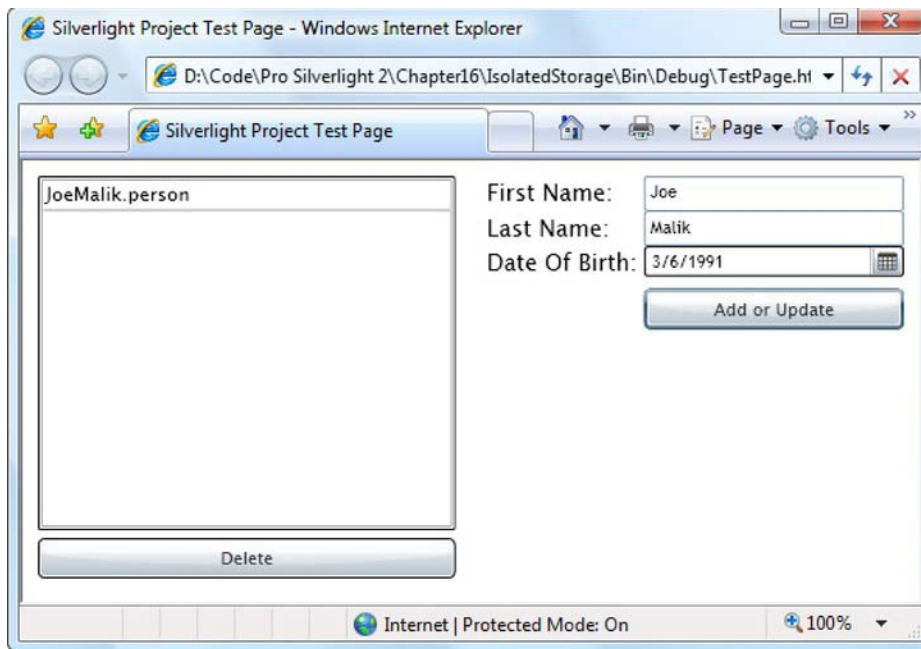 Silverlight Project Test Page - Windows Internet Explorer
D:\Code\Pro Silverlight 2\Chapter16\IsolatedStorage\Bin\Debug\TestPage.ht
Silverlight Project Test Page
Page
Tools
JoeMalik.person
First Name: Joe
Last Name: Malik
Date Of Birth: 3/6/1991
Add or Update
Delete
Internet | Protected Mode: On
100%